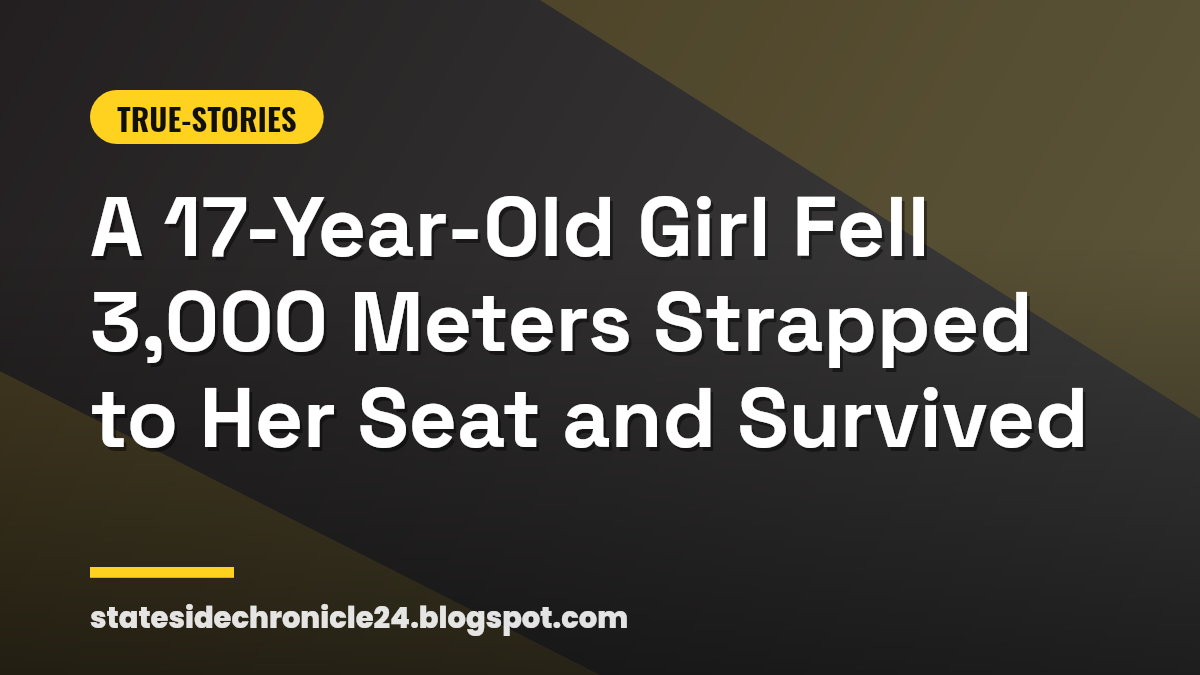 TRUE-STORIES
A 17-Year-Old Girl Fell
3,000 Meters Strapped
to Her Seat and Survived
statesidechronicle24.blogspot.com